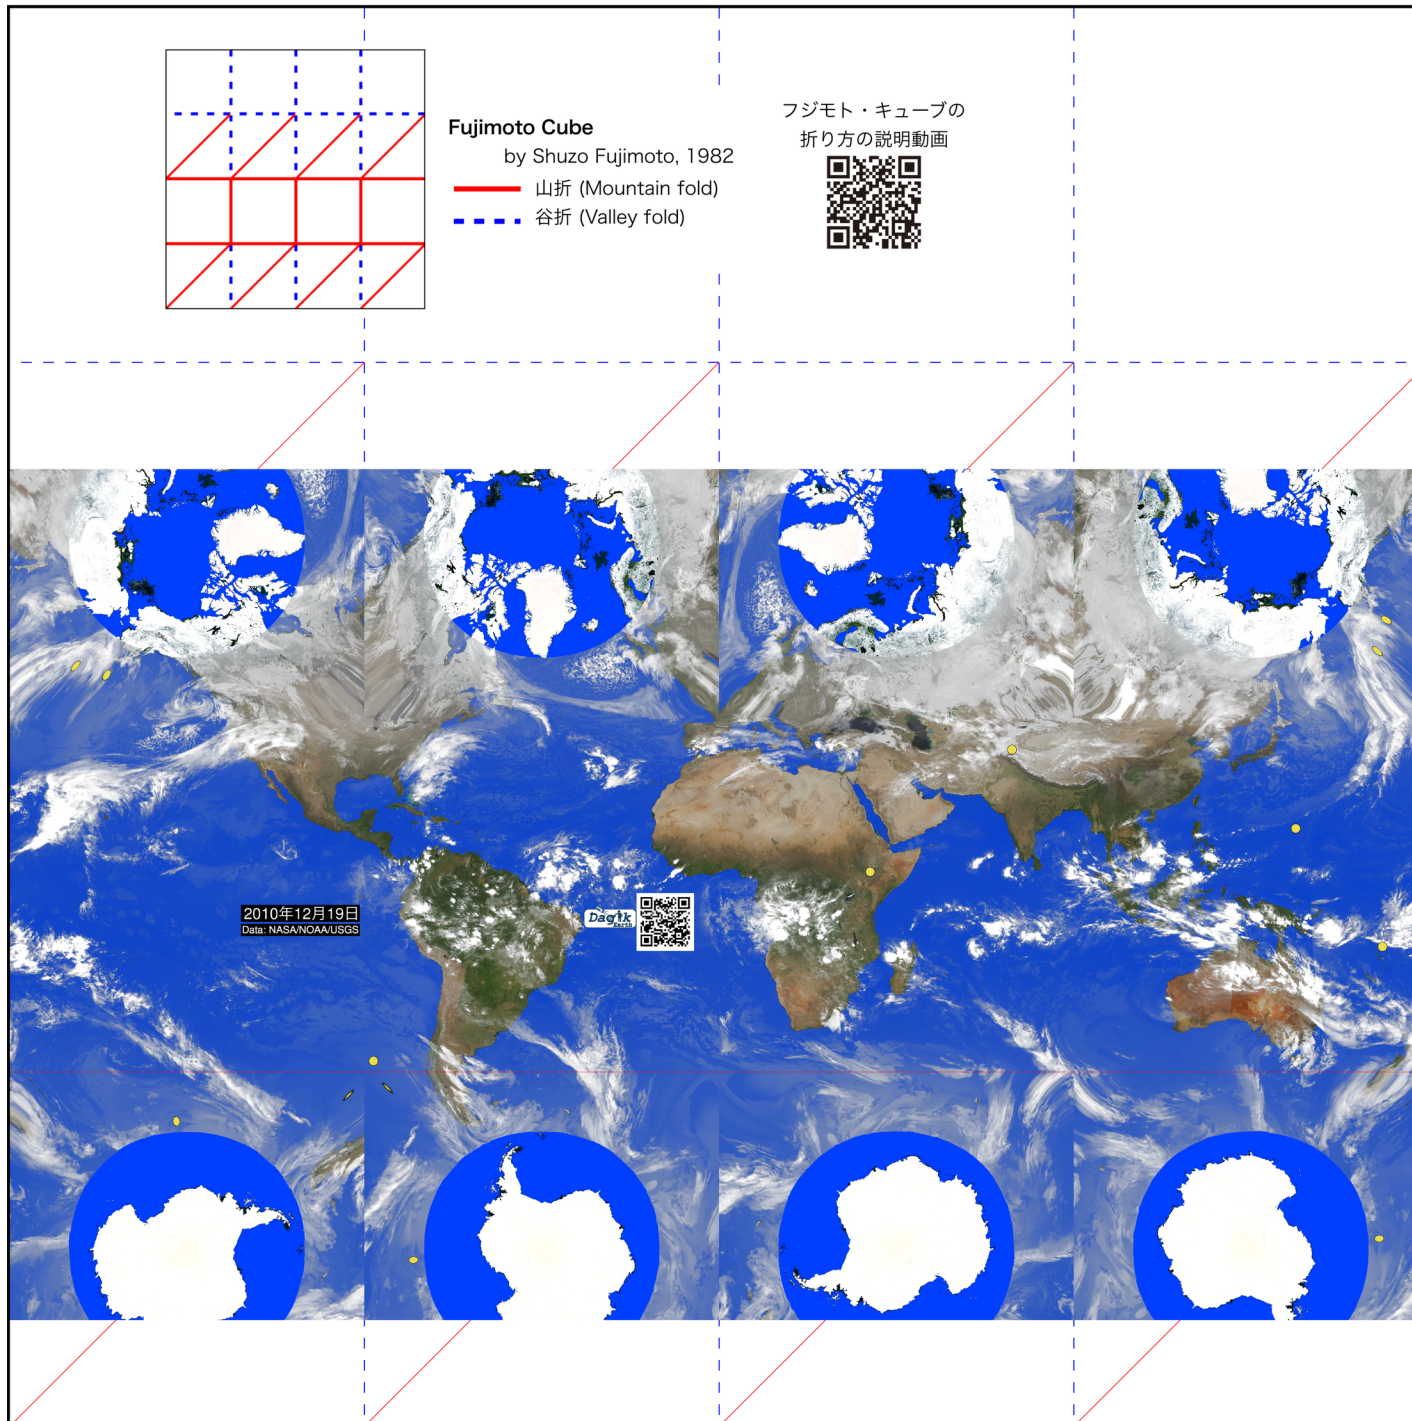 Fujimoto Cube
by Shuzo Fujimoto, 1982
山折 (Mountain fold)
谷折 (Valley fold)
フジモト・キューブの
折り方の説明動画
2010年12月19日
Data: NASA/NOAA/USGS
Dagik
Earth